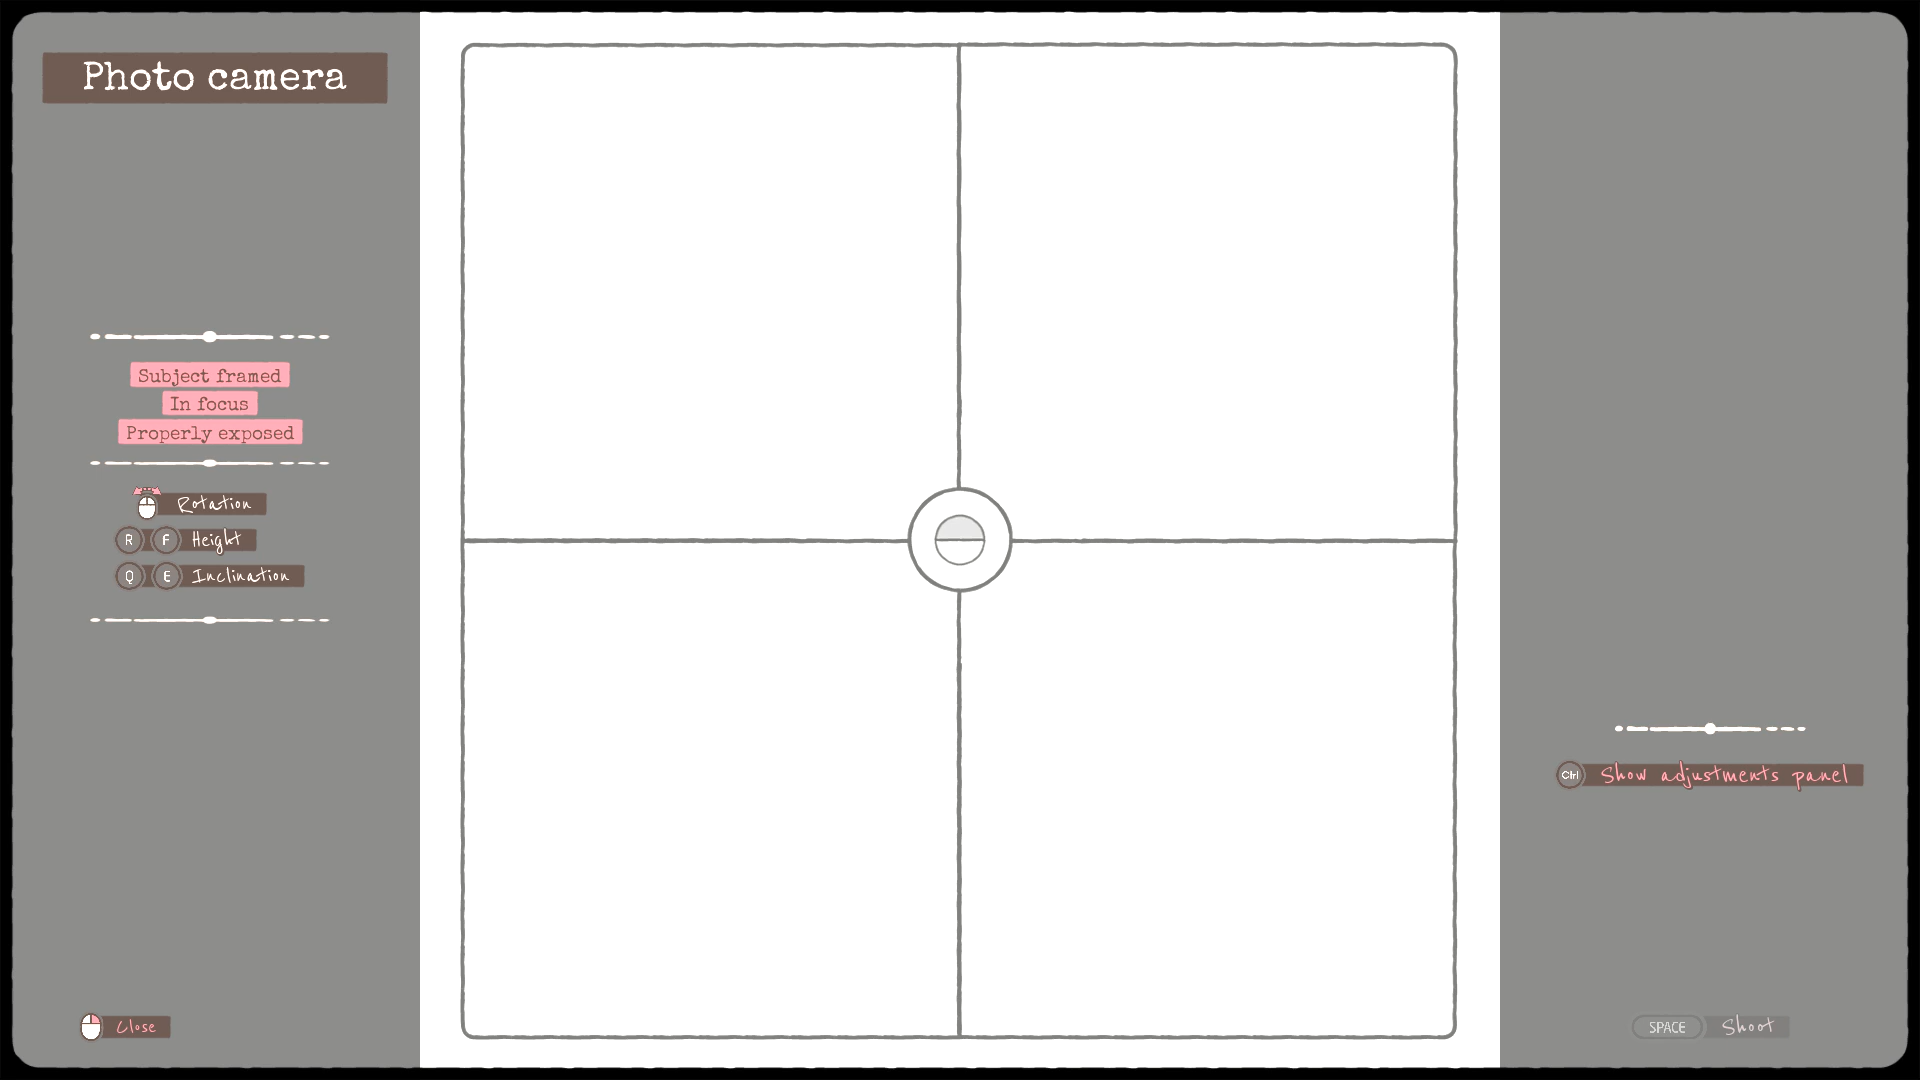 Photo camera
Subject framed
In focus
Properly exposed
Rotation
R F Height
Q E Inclination
Ctrl Show adjustments panel
Close
SPACE Shoot